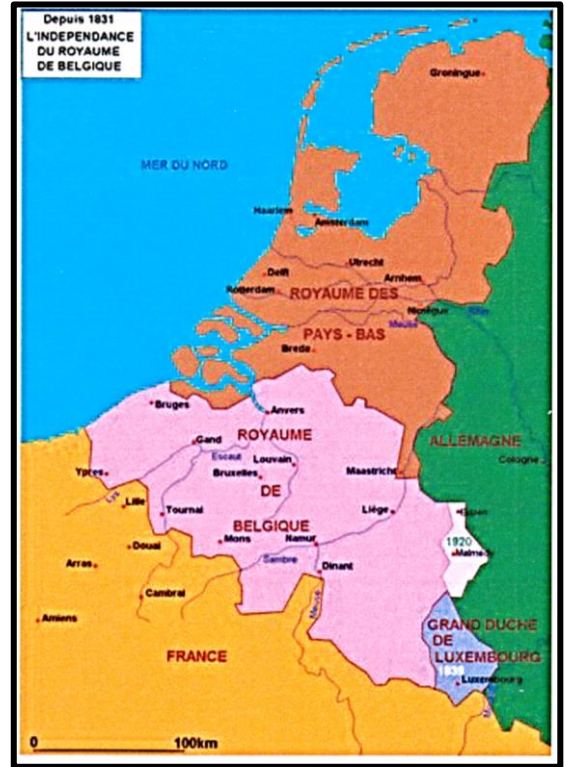 Depuis 1831
L'INDEPENDANCE
DU ROYAUME
DE BELGIQUE
Groningue
MER DU NORD
Haarlem
Amsterdam
Utrecht
Delft
Arnhem
Rotterdam
ROYAUME DES
Nimègue
Rhin
Meuse
PAYS - BAS
Breda
Bruges
Anvers
ROYAUME
Gand
ALLEMAGNE
Escaut
Louvain
Cologne
Ypres
Bruxelles
Maastricht
DE
Lys
Lille
Tournai
Liège
Eupen
BELGIQUE
Mons
Namur
1920
Douai
Malmedy
Sambre
Arras
Dinant
Cambrai
Meuse
Amiens
GRAND DUCHE
DE
FRANCE
LUXEMBOURG
1839
Luxembourg
0
100km